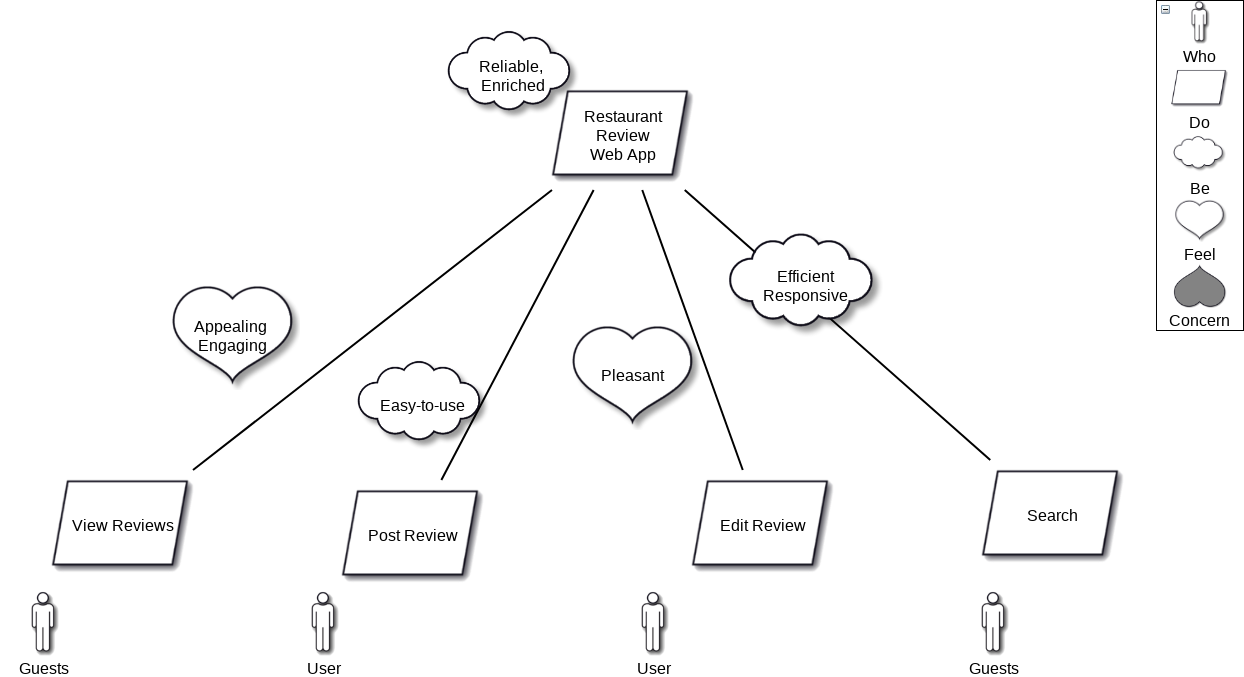 Reliable,
Enriched
Restaurant
Review
Web App
Efficient
Responsive
Appealing
Engaging
Pleasant
Easy-to-use
View Reviews
Post Review
Edit Review
Search
Guests
User
User
Guests
Who
Do
Be
Feel
Concern